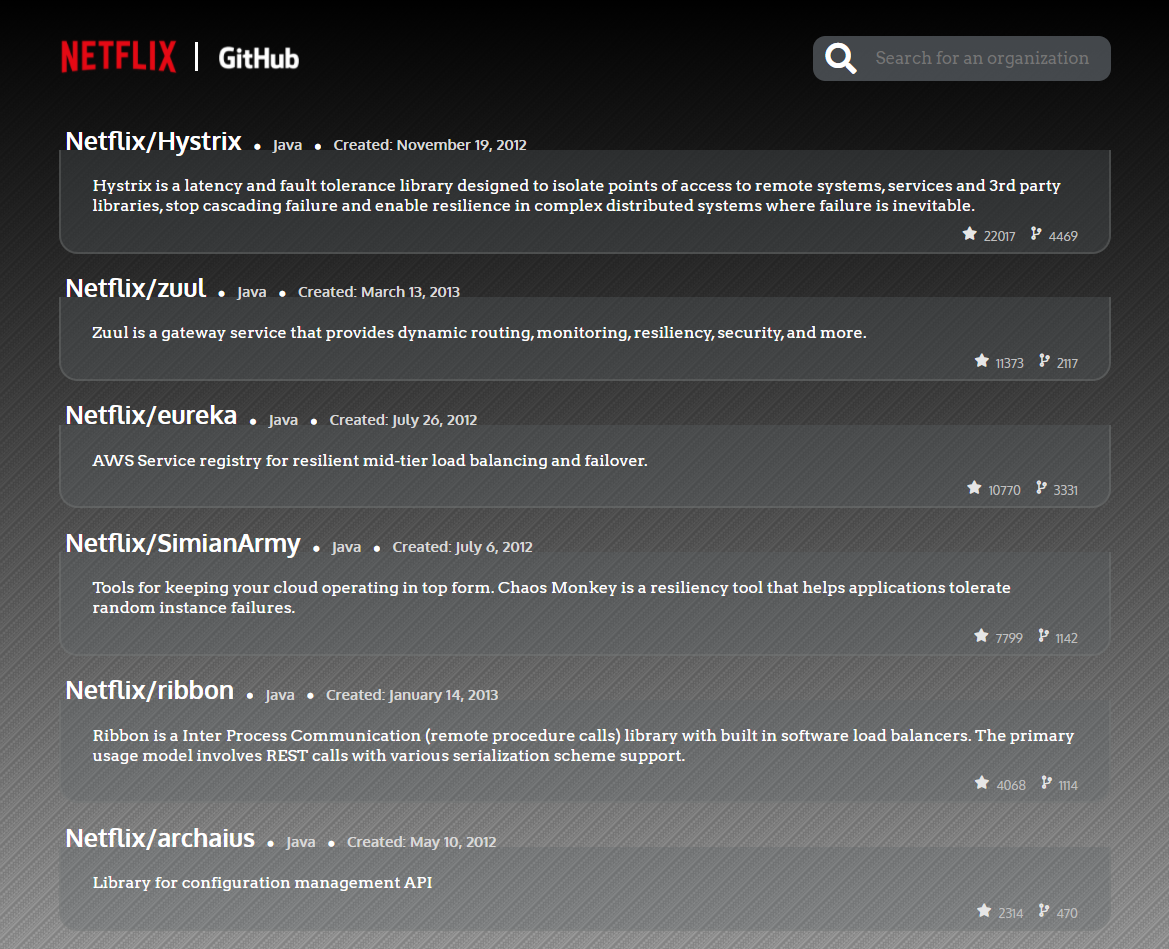 NETFLIX | GitHub
Search for an organization
Netflix/Hystrix ● Java ● Created: November 19, 2012
Hystrix is a latency and fault tolerance library designed to isolate points of access to remote systems, services and 3rd party
libraries, stop cascading failure and enable resilience in complex distributed systems where failure is inevitable.
22017 4469
Netflix/zuul ● Java ● Created: March 13, 2013
Zuul is a gateway service that provides dynamic routing, monitoring, resiliency, security, and more.
11373 2117
Netflix/eureka ● Java ● Created: July 26, 2012
AWS Service registry for resilient mid-tier load balancing and failover.
10770 3331
Netflix/SimianArmy ● Java ● Created: July 6, 2012
Tools for keeping your cloud operating in top form. Chaos Monkey is a resiliency tool that helps applications tolerate
random instance failures.
7799 1142
Netflix/ribbon ● Java ● Created: January 14, 2013
Ribbon is a Inter Process Communication (remote procedure calls) library with built in software load balancers. The primary
usage model involves REST calls with various serialization scheme support.
4068 1114
Netflix/archaius ● Java ● Created: May 10, 2012
Library for configuration management API
2314 470